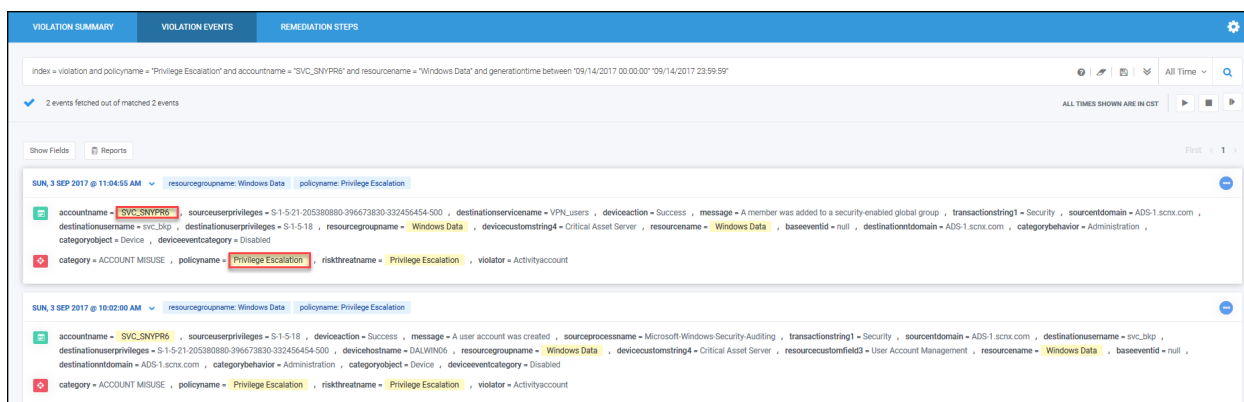 VIOLATION SUMMARY VIOLATION EVENTS REMEDIATION STEPS
index = violation and policyname = "Privilege Escalation" and accountname = "SVC_SNYPR6" and resourcename = "Windows Data" and generationtime between "09/14/2017 00:00:00" "09/14/2017 23:59:59" All Time
2 events fetched out of matched 2 events ALL TIMES SHOWN ARE IN CST
Show Fields Reports First < 1 >
SUN, 3 SEP 2017 @ 11:04:55 AM resourcegroupname: Windows Data policyname: Privilege Escalation
accountname = SVC_SNYPR6 , sourceuserprivileges = S-1-5-21-205380880-396673830-332456454-500 , destinationservicename = VPN_users , deviceaction = Success , message = A member was added to a security-enabled global group , transactionstring1 = Security , sourcentdomain = ADS-1.scnx.com ,
destinationusername = svc_bkp , destinationuserprivileges = S-1-5-18 , resourcegroupname = Windows Data , devicecustomstring4 = Critical Asset Server , resourcename = Windows Data , baseeventid = null , destinationntdomain = ADS-1.scnx.com , categorybehavior = Administration ,
categoryobject = Device , deviceeventcategory = Disabled
category = ACCOUNT MISUSE , policyname = Privilege Escalation , riskthreatname = Privilege Escalation , violator = Activityaccount
SUN, 3 SEP 2017 @ 10:02:00 AM resourcegroupname: Windows Data policyname: Privilege Escalation
accountname = SVC_SNYPR6 , sourceuserprivileges = S-1-5-18 , deviceaction = Success , message = A user account was created , sourceprocessname = Microsoft-Windows-Security-Auditing , transactionstring1 = Security , sourcentdomain = ADS-1.scnx.com , destinationusername = svc_bkp ,
destinationuserprivileges = S-1-5-21-205380880-396673830-332456454-500 , devicehostname = DALWIN06 , resourcegroupname = Windows Data , devicecustomstring4 = Critical Asset Server , resourcecustomfield3 = User Account Management , resourcename = Windows Data , baseeventid = null ,
destinationntdomain = ADS-1.scnx.com , categorybehavior = Administration , categoryobject = Device , deviceeventcategory = Disabled
category = ACCOUNT MISUSE , policyname = Privilege Escalation , riskthreatname = Privilege Escalation , violator = Activityaccount